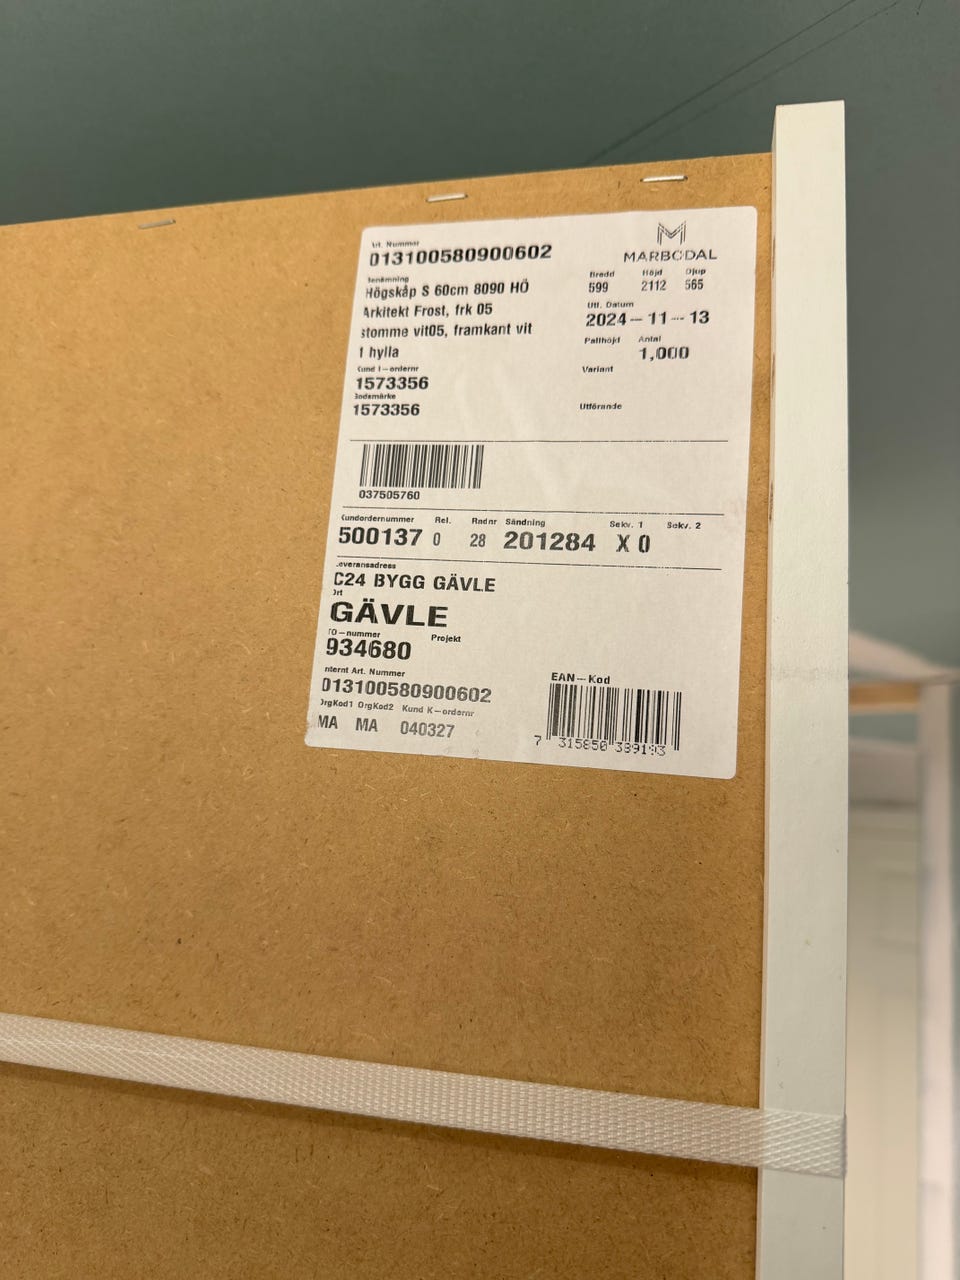 Art. Nummer
013100580900602
MARBODAL
Benämning
Högskåp S 60cm 8090 HÖ
Arkitekt Frost, frk 05
stomme vit05, framkant vit
1 hylla
Bredd Höjd Djup
599 2112 565
Utl. Datum
2024-11-13
Pallhöjd Antal
1,000
Kund I-ordernr
1573356
Variant
Godsmärke
1573356
Utförande
037505760
Kundordernummer Rel. Radnr Sändning Sekv. 1 Sekv. 2
500137 0 28 201284 X 0
Leveransadress
C24 BYGG GÄVLE
Ort
GÄVLE
TO-nummer Projekt
934680
Internt Art. Nummer
013100580900602
OrgKod1 OrgKod2 Kund K-ordernr
MA MA 040327
EAN-Kod
7 315850 389193